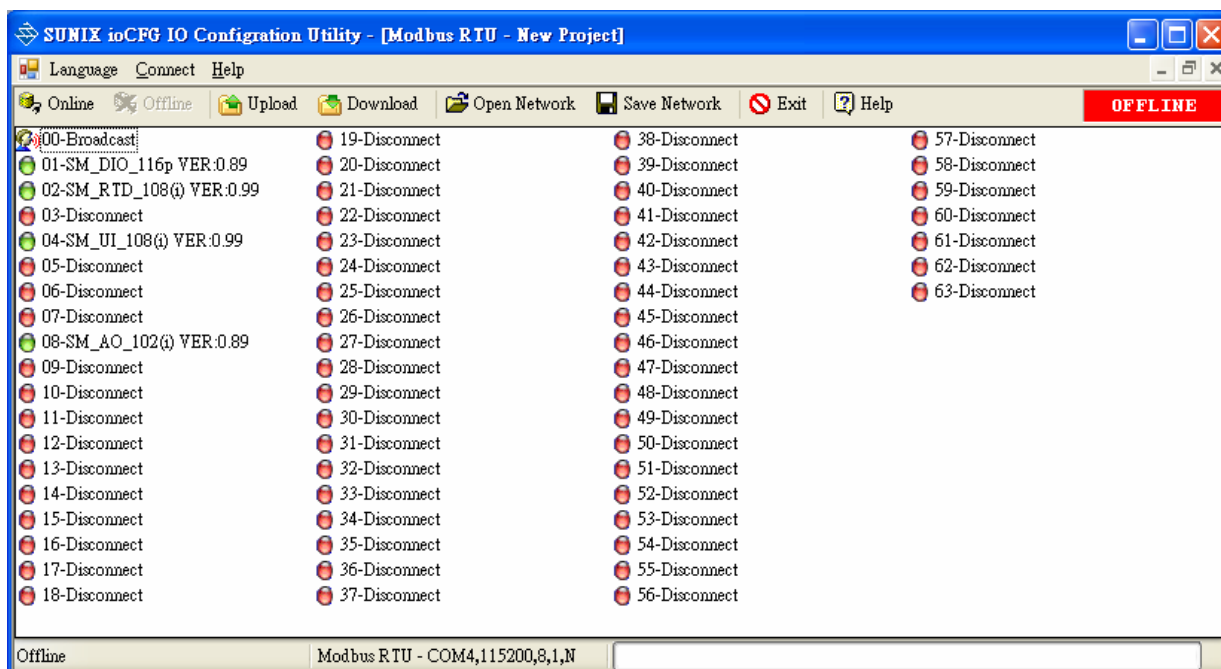 SUNIX ioCFG IO Configration Utility - [Modbus RTU - New Project]
Language Connect Help
Online Offline Upload Download Open Network Save Network Exit Help OFFLINE
00-Broadcast
01-SM_DIO_116p VER:0.89
02-SM_RTD_108(i) VER:0.99
03-Disconnect
04-SM_UI_108(i) VER:0.99
05-Disconnect
06-Disconnect
07-Disconnect
08-SM_AO_102(i) VER:0.89
09-Disconnect
10-Disconnect
11-Disconnect
12-Disconnect
13-Disconnect
14-Disconnect
15-Disconnect
16-Disconnect
17-Disconnect
18-Disconnect
19-Disconnect
20-Disconnect
21-Disconnect
22-Disconnect
23-Disconnect
24-Disconnect
25-Disconnect
26-Disconnect
27-Disconnect
28-Disconnect
29-Disconnect
30-Disconnect
31-Disconnect
32-Disconnect
33-Disconnect
34-Disconnect
35-Disconnect
36-Disconnect
37-Disconnect
38-Disconnect
39-Disconnect
40-Disconnect
41-Disconnect
42-Disconnect
43-Disconnect
44-Disconnect
45-Disconnect
46-Disconnect
47-Disconnect
48-Disconnect
49-Disconnect
50-Disconnect
51-Disconnect
52-Disconnect
53-Disconnect
54-Disconnect
55-Disconnect
56-Disconnect
57-Disconnect
58-Disconnect
59-Disconnect
60-Disconnect
61-Disconnect
62-Disconnect
63-Disconnect
Offline Modbus RTU - COM4,115200,8,1,N